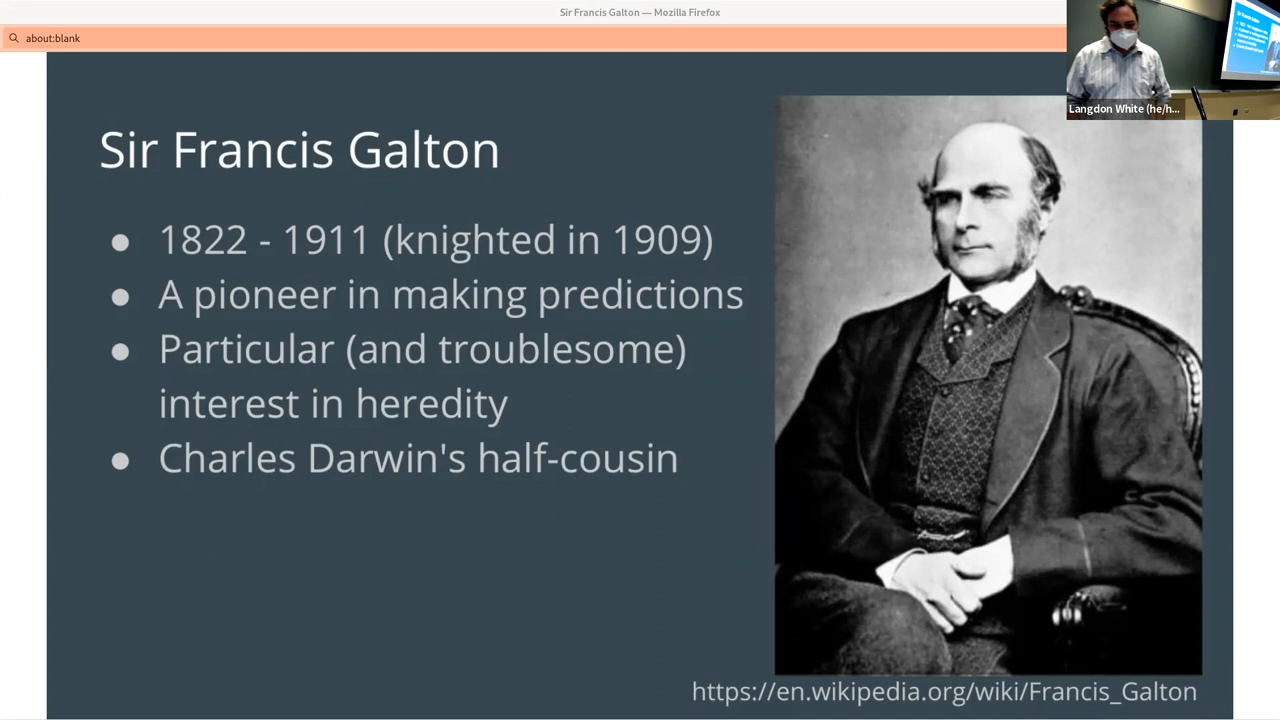 Sir Francis Galton — Mozilla Firefox
about:blank
Langdon White (he/h...
Sir Francis Galton
● 1822 - 1911 (knighted in 1909)
● A pioneer in making predictions
● Particular (and troublesome)
interest in heredity
● Charles Darwin's half-cousin
https://en.wikipedia.org/wiki/Francis_Galton